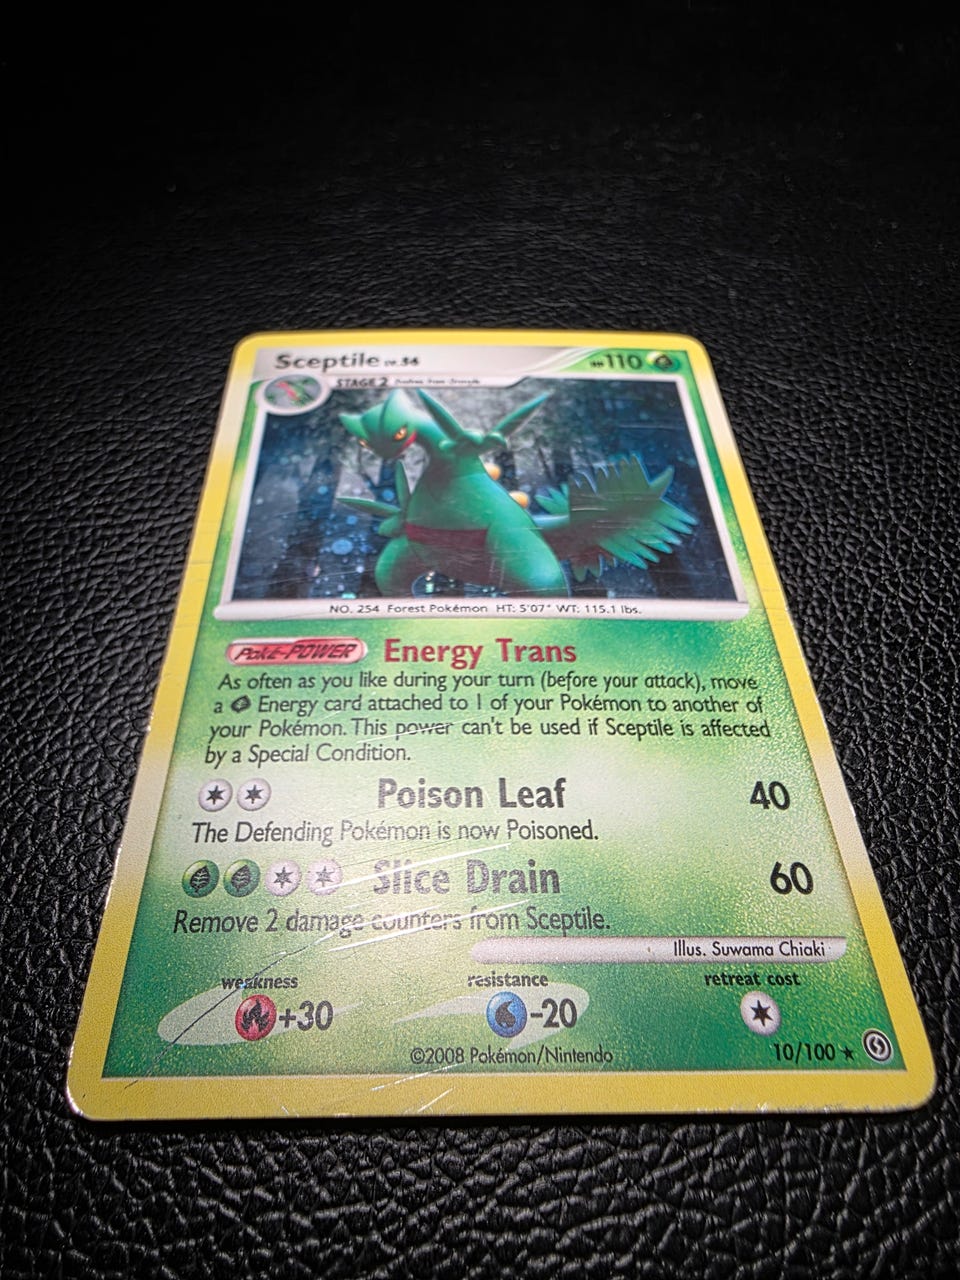 Sceptile LV.56
HP110
STAGE 2
NO. 254 Forest Pokémon HT: 5'07" WT: 115.1 lbs.
POKé-POWER Energy Trans
As often as you like during your turn (before your attack), move
a Energy card attached to 1 of your Pokémon to another of
your Pokémon. This power can't be used if Sceptile is affected
by a Special Condition.
Poison Leaf 40
The Defending Pokémon is now Poisoned.
Slice Drain 60
Remove 2 damage counters from Sceptile.
Illus. Suwama Chiaki
weakness resistance retreat cost
+30 -20
©2008 Pokémon/Nintendo 10/100 ★